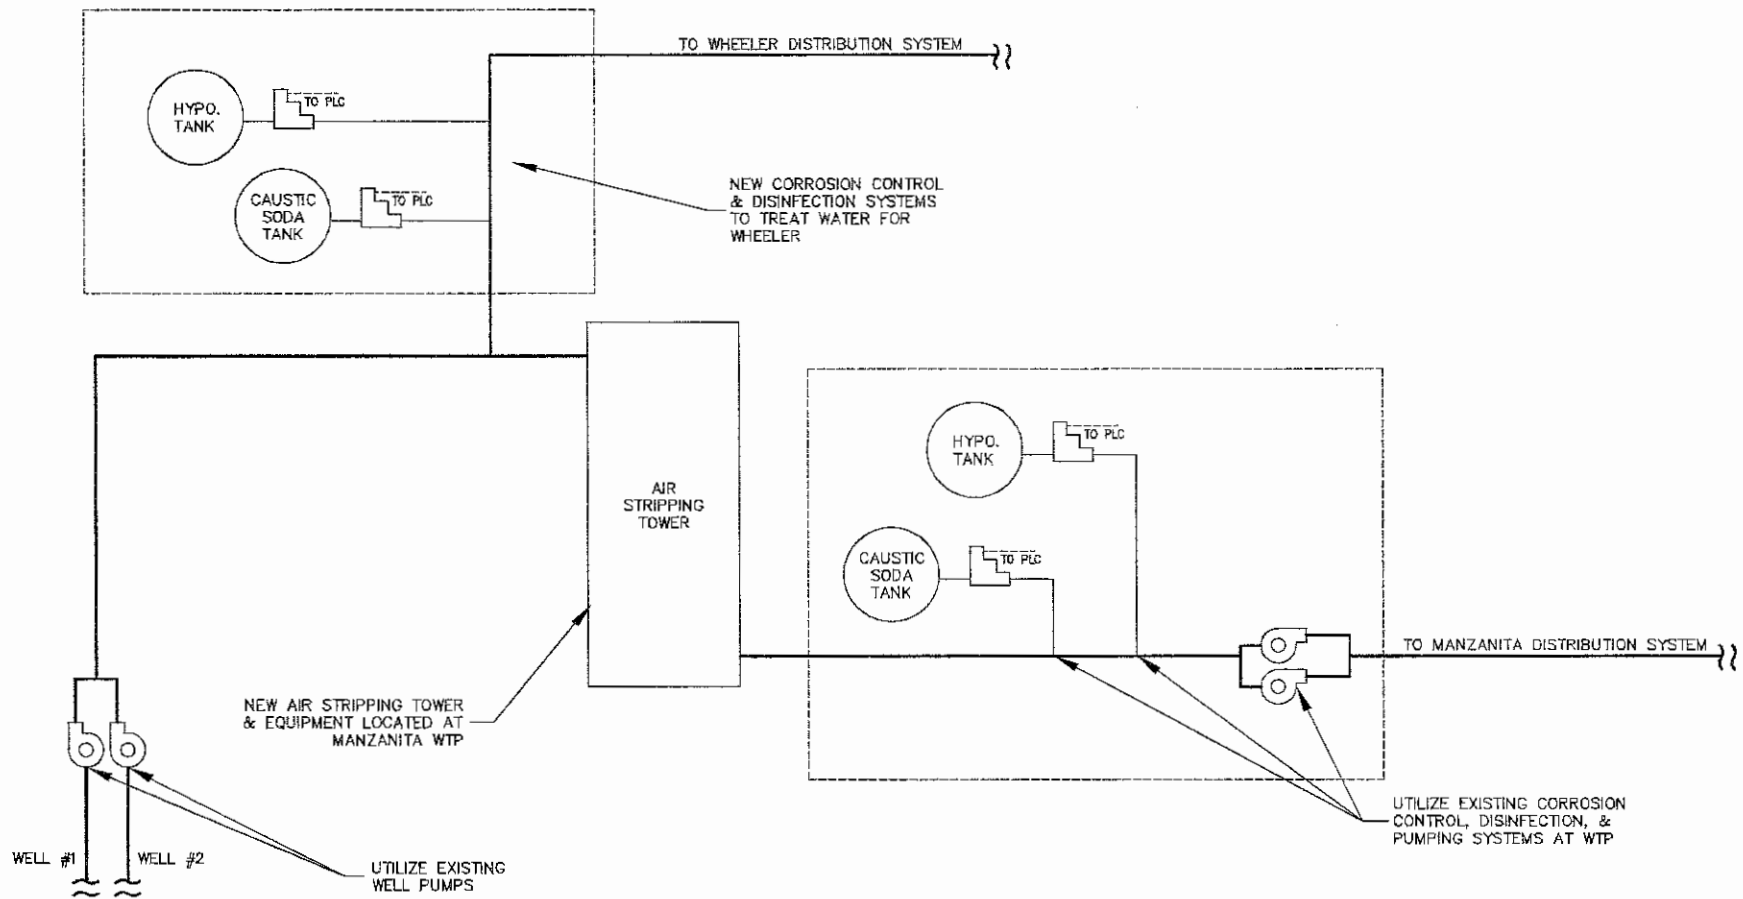 TO WHEELER DISTRIBUTION SYSTEM
HYPO.
TANK
TO PLC
CAUSTIC
SODA
TANK
TO PLC
NEW CORROSION CONTROL
& DISINFECTION SYSTEMS
TO TREAT WATER FOR
WHEELER
AIR
STRIPPING
TOWER
HYPO.
TANK
TO PLC
CAUSTIC
SODA
TANK
TO PLC
TO MANZANITA DISTRIBUTION SYSTEM
NEW AIR STRIPPING TOWER
& EQUIPMENT LOCATED AT
MANZANITA WTP
UTILIZE EXISTING CORROSION
CONTROL, DISINFECTION, &
PUMPING SYSTEMS AT WTP
WELL #1
WELL #2
UTILIZE EXISTING
WELL PUMPS